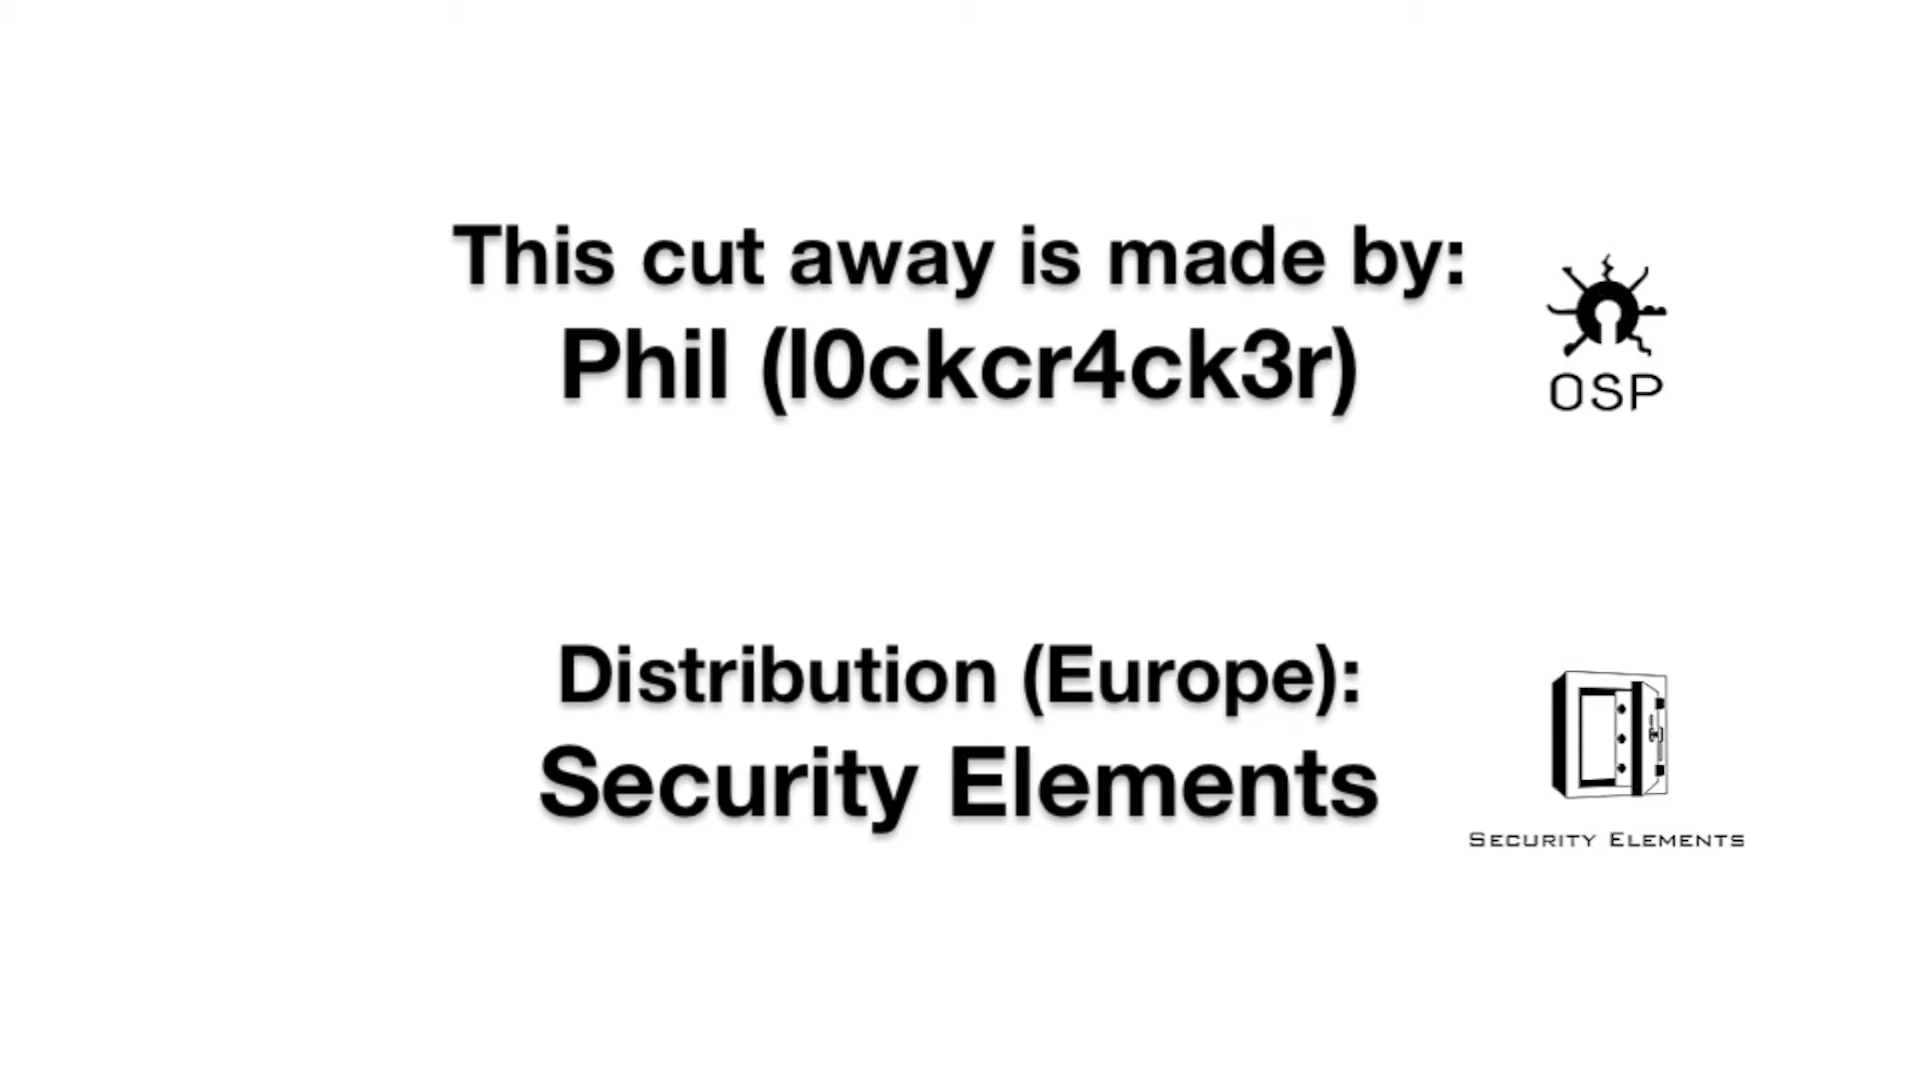 This cut away is made by:
Phil (l0ckcr4ck3r)
OSP
Distribution (Europe):
Security Elements
SECURITY ELEMENTS